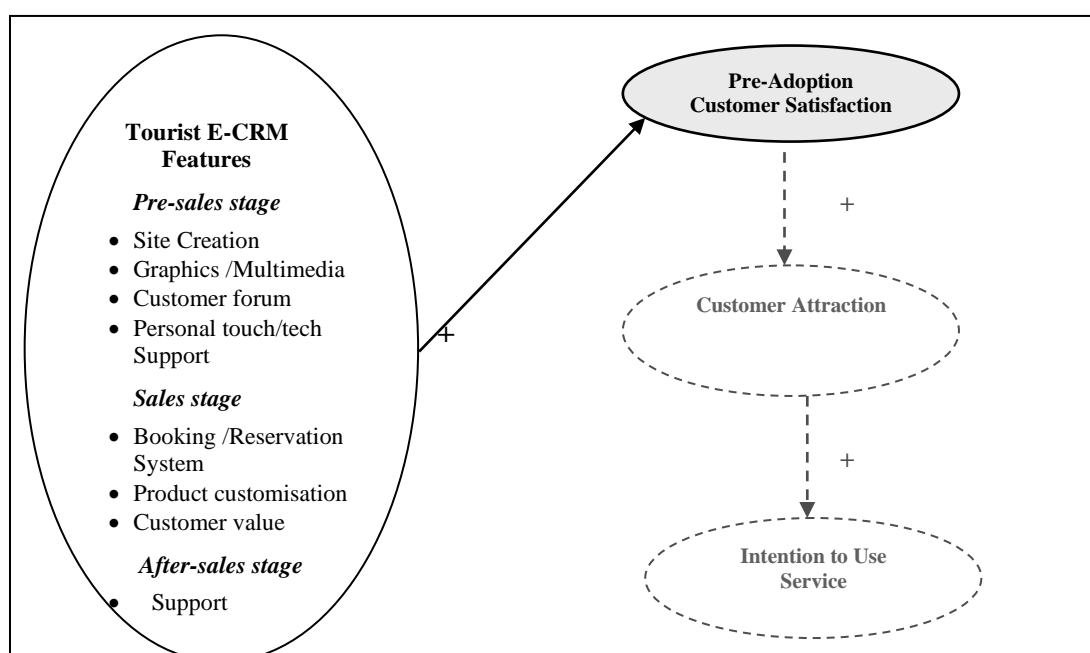 Tourist E-CRM
Features
Pre-sales stage
• Site Creation
• Graphics /Multimedia
• Customer forum
• Personal touch/tech
Support
Sales stage
• Booking /Reservation
System
• Product customisation
• Customer value
After-sales stage
• Support
+
Pre-Adoption
Customer Satisfaction
+
Customer Attraction
+
Intention to Use
Service